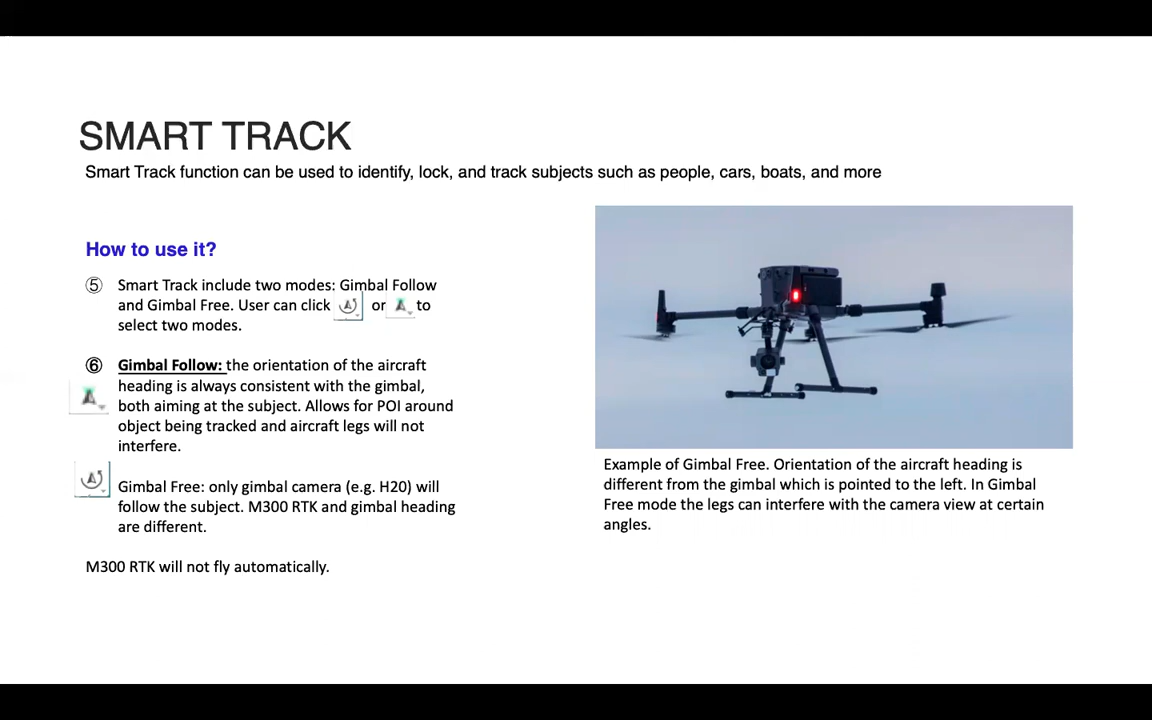 SMART TRACK
Smart Track function can be used to identify, lock, and track subjects such as people, cars, boats, and more
How to use it?
⑤ Smart Track include two modes: Gimbal Follow
and Gimbal Free. User can click or to
select two modes.
⑥ Gimbal Follow: the orientation of the aircraft
heading is always consistent with the gimbal,
both aiming at the subject. Allows for POI around
object being tracked and aircraft legs will not
interfere.
Gimbal Free: only gimbal camera (e.g. H20) will
follow the subject. M300 RTK and gimbal heading
are different.
M300 RTK will not fly automatically.
Example of Gimbal Free. Orientation of the aircraft heading is
different from the gimbal which is pointed to the left. In Gimbal
Free mode the legs can interfere with the camera view at certain
angles.